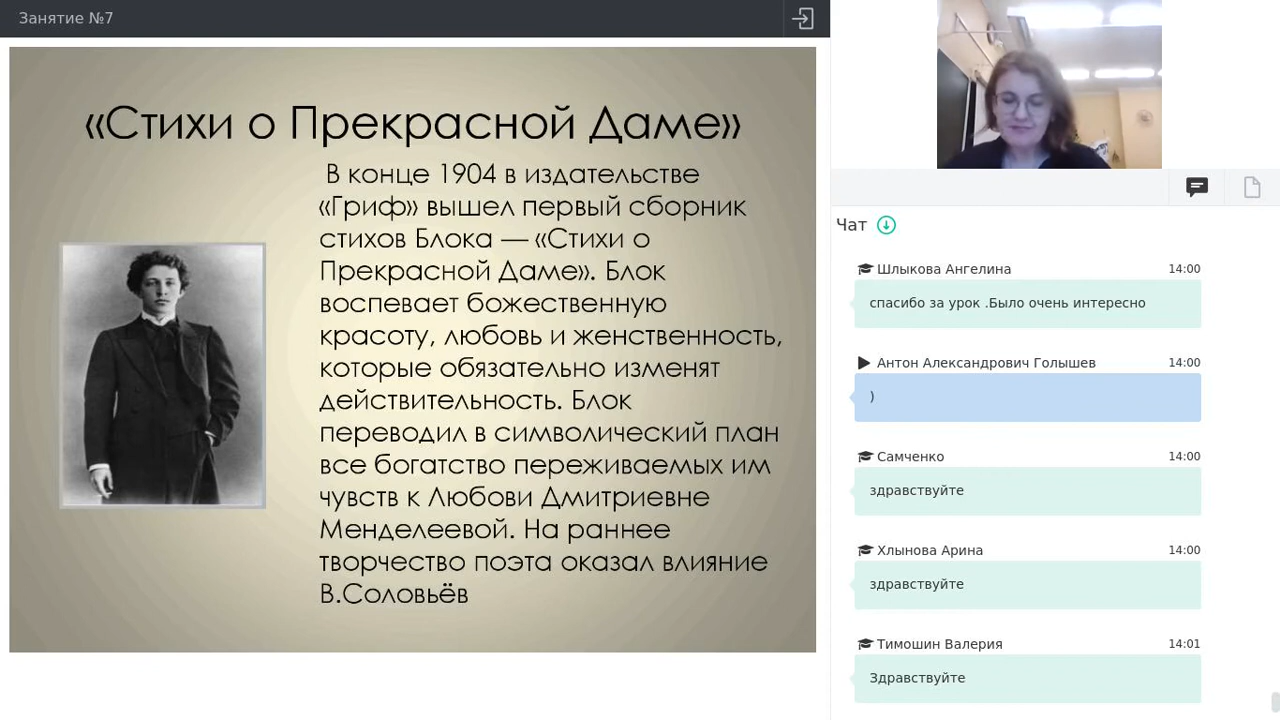 Занятие №7
«Стихи о Прекрасной Даме»
В конце 1904 в издательстве
«Гриф» вышел первый сборник
стихов Блока — «Стихи о
Прекрасной Даме». Блок
воспевает божественную
красоту, любовь и женственность,
которые обязательно изменят
действительность. Блок
переводил в символический план
все богатство переживаемых им
чувств к Любови Дмитриевне
Менделеевой. На раннее
творчество поэта оказал влияние
В.Соловьёв
Чат
Шлыкова Ангелина 14:00
спасибо за урок .Было очень интересно
Антон Александрович Голышев 14:00
)
Самченко 14:00
здравствуйте
Хлынова Арина 14:00
здравствуйте
Тимошин Валерия 14:01
Здравствуйте